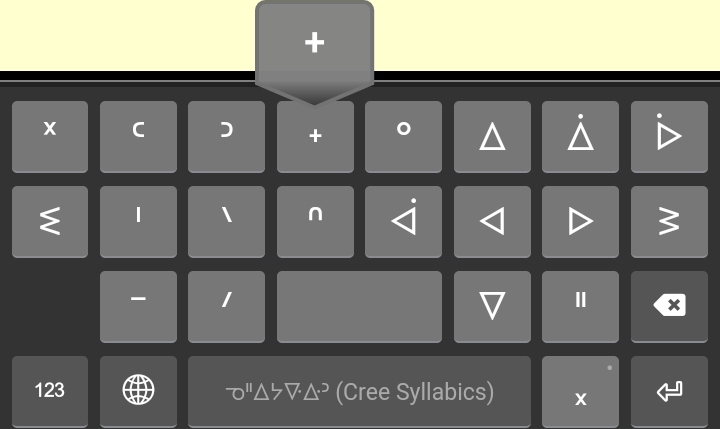 +
ᕽ ᑦ ᐣ ᐩ ᐤ ᐃ ᐄ ᐆ
ᕒ ᑊ ᐠ ᐢ ᐋ ᐊ ᐅ ᕀ
ᐨ ᐟ ᐁ ᐦ
123 ᓀᐦᐃᔭᐍᐏᐣ (Cree Syllabics) x